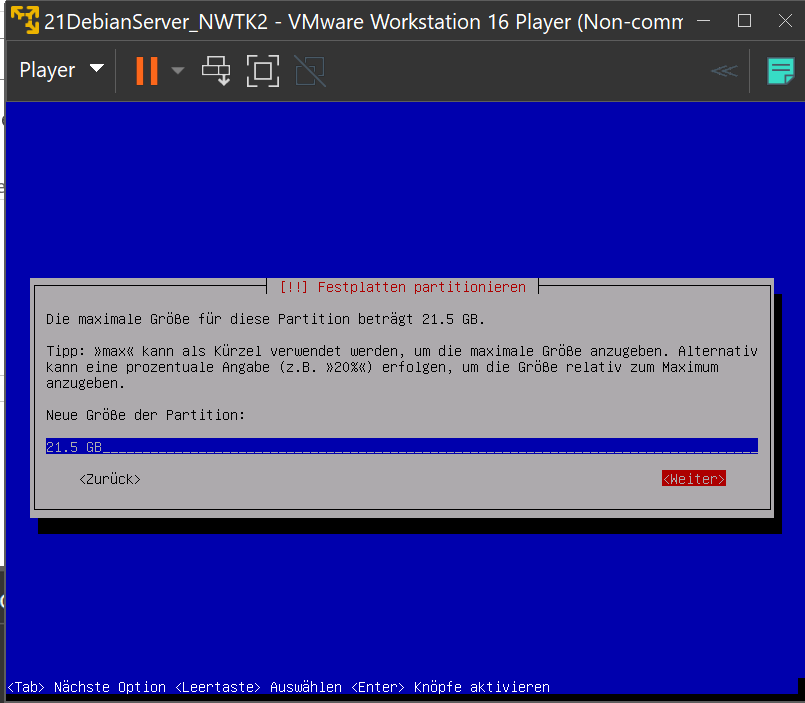 21DebianServer_NWTK2 - VMware Workstation 16 Player (Non-comm
Player
[!!] Festplatten partitionieren
Die maximale Größe für diese Partition beträgt 21.5 GB.
Tipp: »max« kann als Kürzel verwendet werden, um die maximale Größe anzugeben. Alternativ
kann eine prozentuale Angabe (z.B. »20%«) erfolgen, um die Größe relativ zum Maximum
anzugeben.
Neue Größe der Partition:
21.5 GB
<Zurück>
<Weiter>
<Tab> Nächste Option <Leertaste> Auswählen <Enter> Knöpfe aktivieren